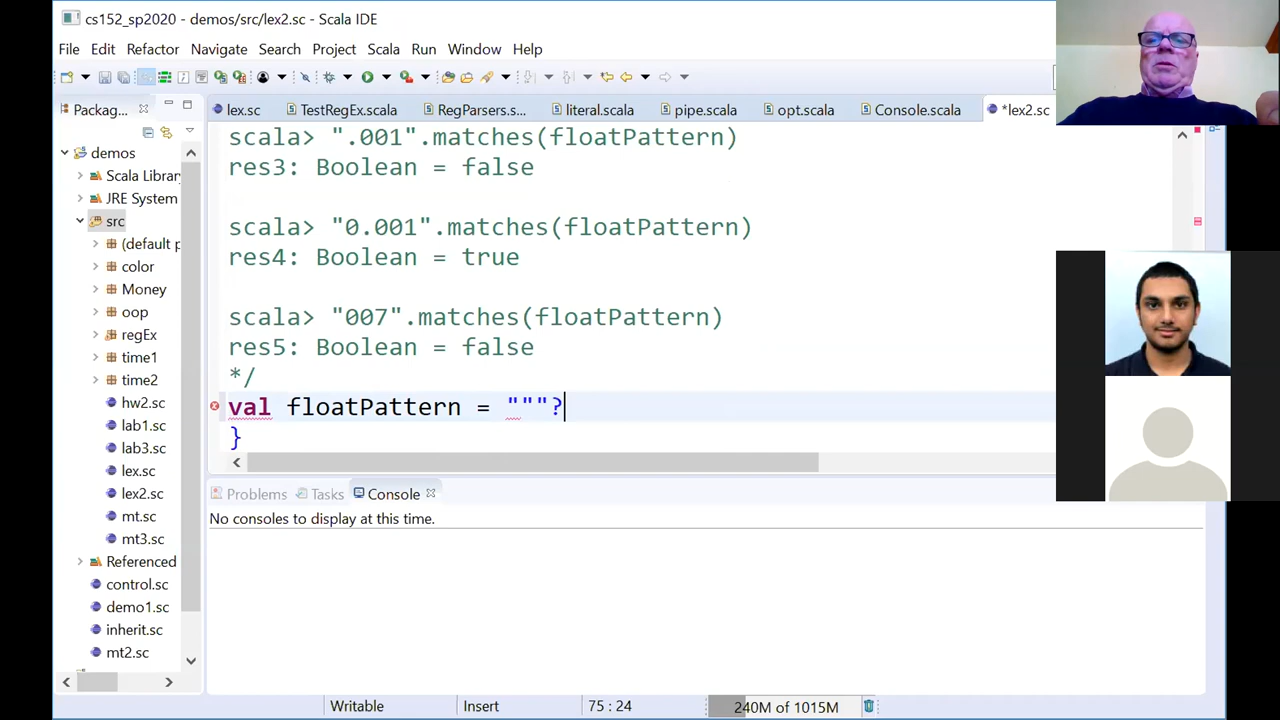 cs152_sp2020 - demos/src/lex2.sc - Scala IDE
File Edit Refactor Navigate Search Project Scala Run Window Help
Packag...
lex.sc TestRegEx.scala RegParsers.s... literal.scala pipe.scala opt.scala Console.scala *lex2.sc
demos
Scala Library
JRE System
src
(default p
color
Money
oop
regEx
time1
time2
hw2.sc
lab1.sc
lab3.sc
lex.sc
lex2.sc
mt.sc
mt3.sc
Referenced
control.sc
demo1.sc
inherit.sc
mt2.sc
scala> ".001".matches(floatPattern)
res3: Boolean = false
scala> "0.001".matches(floatPattern)
res4: Boolean = true
scala> "007".matches(floatPattern)
res5: Boolean = false
*/
val floatPattern = """?
}
Problems Tasks Console
No consoles to display at this time.
Writable Insert 75 : 24 240M of 1015M